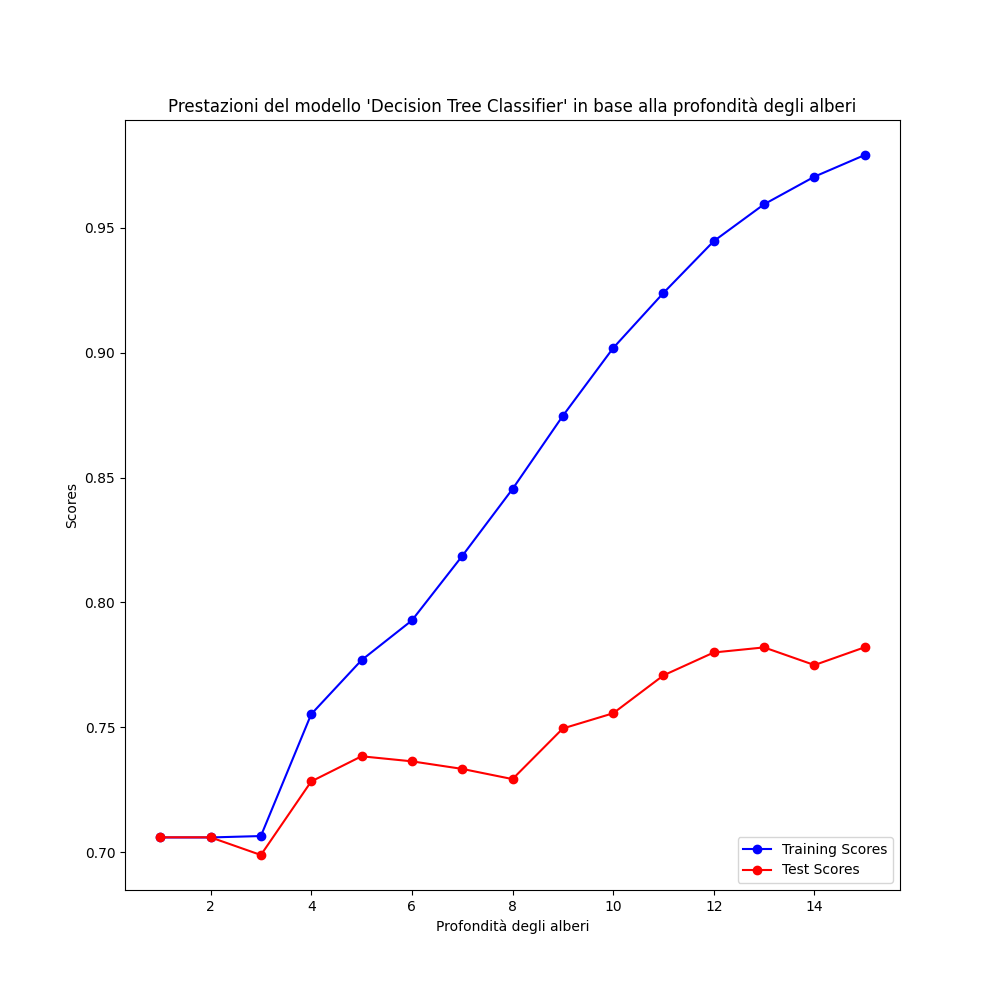 Prestazioni del modello 'Decision Tree Classifier' in base alla profondità degli alberi
Scores
0.95
0.90
0.85
0.80
0.75
0.70
Training Scores
Test Scores
2 4 6 8 10 12 14
Profondità degli alberi